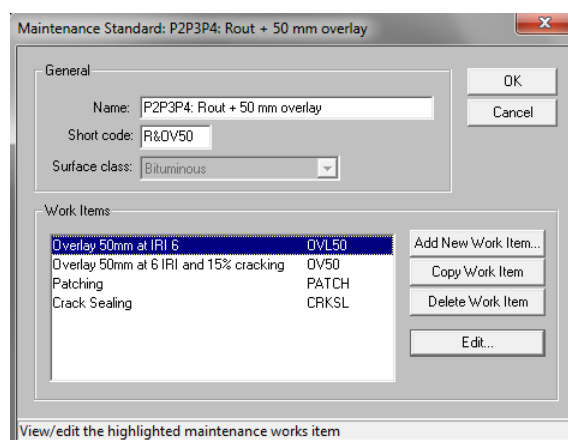 Maintenance Standard: P2P3P4: Rout + 50 mm overlay
General
Name: P2P3P4: Rout + 50 mm overlay
Short code: R&OV50
Surface class: Bituminous
OK
Cancel
Work Items
Overlay 50mm at IRI 6 OVL50
Overlay 50mm at 6 IRI and 15% cracking OV50
Patching PATCH
Crack Sealing CRKSL
Add New Work Item...
Copy Work Item
Delete Work Item
Edit...
View/edit the highlighted maintenance works item